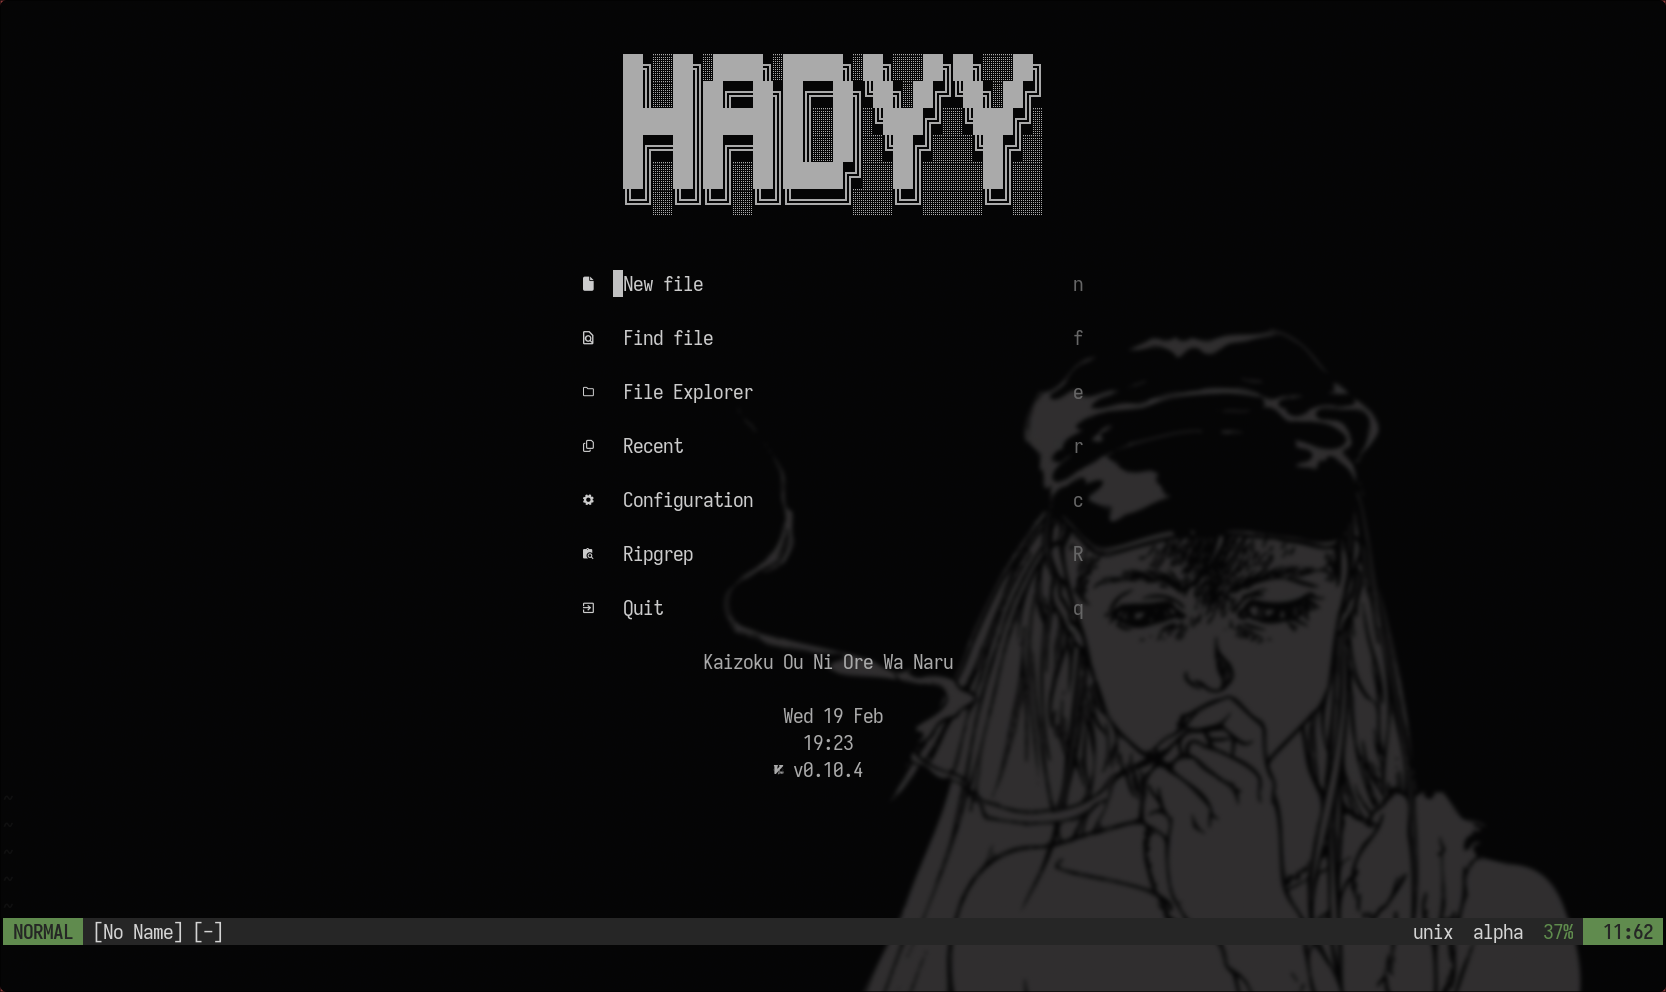 HADYY
New file n
Find file f
File Explorer e
Recent r
Configuration c
Ripgrep R
Quit q
Kaizoku Ou Ni Ore Wa Naru
Wed 19 Feb
19:23
v0.10.4
~
~
~
~
~
NORMAL [No Name] [-] unix alpha 37% 11:62